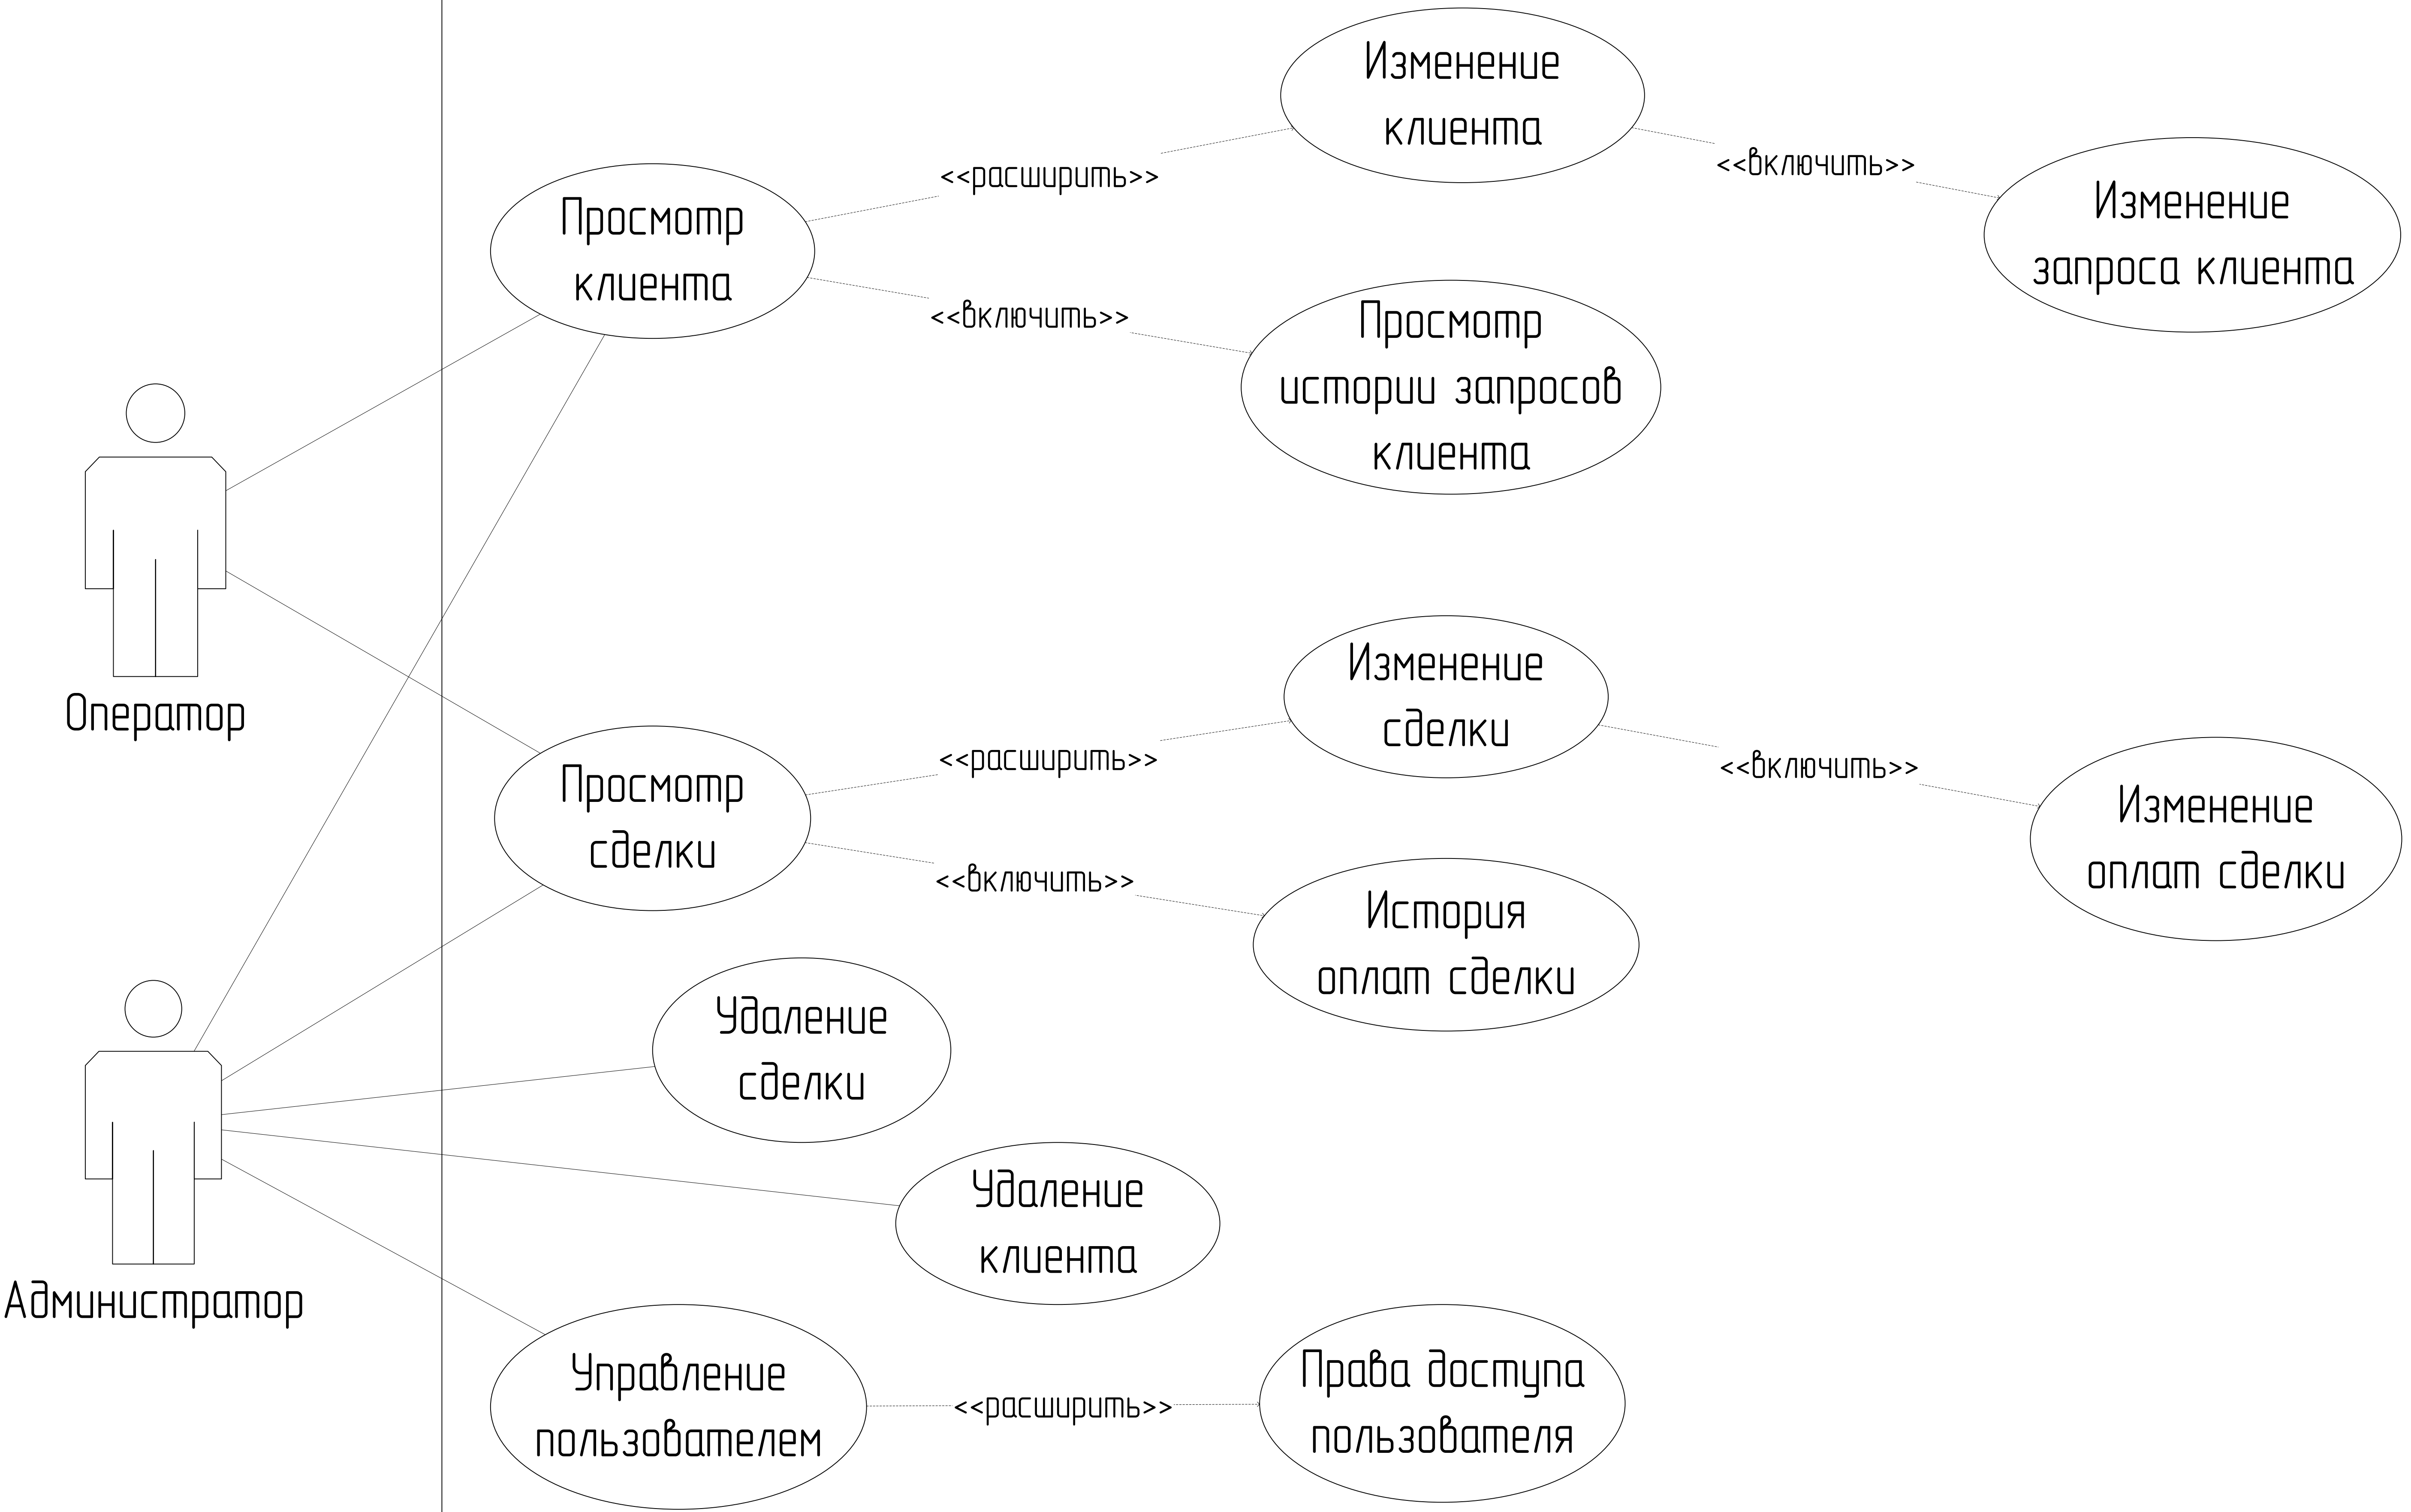 Изменение
клиента
<<расширить>>
<<включить>>
Просмотр
клиента
Изменение
запроса клиента
<<включить>>
Просмотр
истории запросов
клиента
Оператор
Изменение
сделки
<<расширить>>
<<включить>>
Просмотр
сделки
Изменение
оплат сделки
<<включить>>
История
оплат сделки
Удаление
сделки
Удаление
клиента
Администратор
Управление
пользователем
<<расширить>>
Права доступа
пользователя